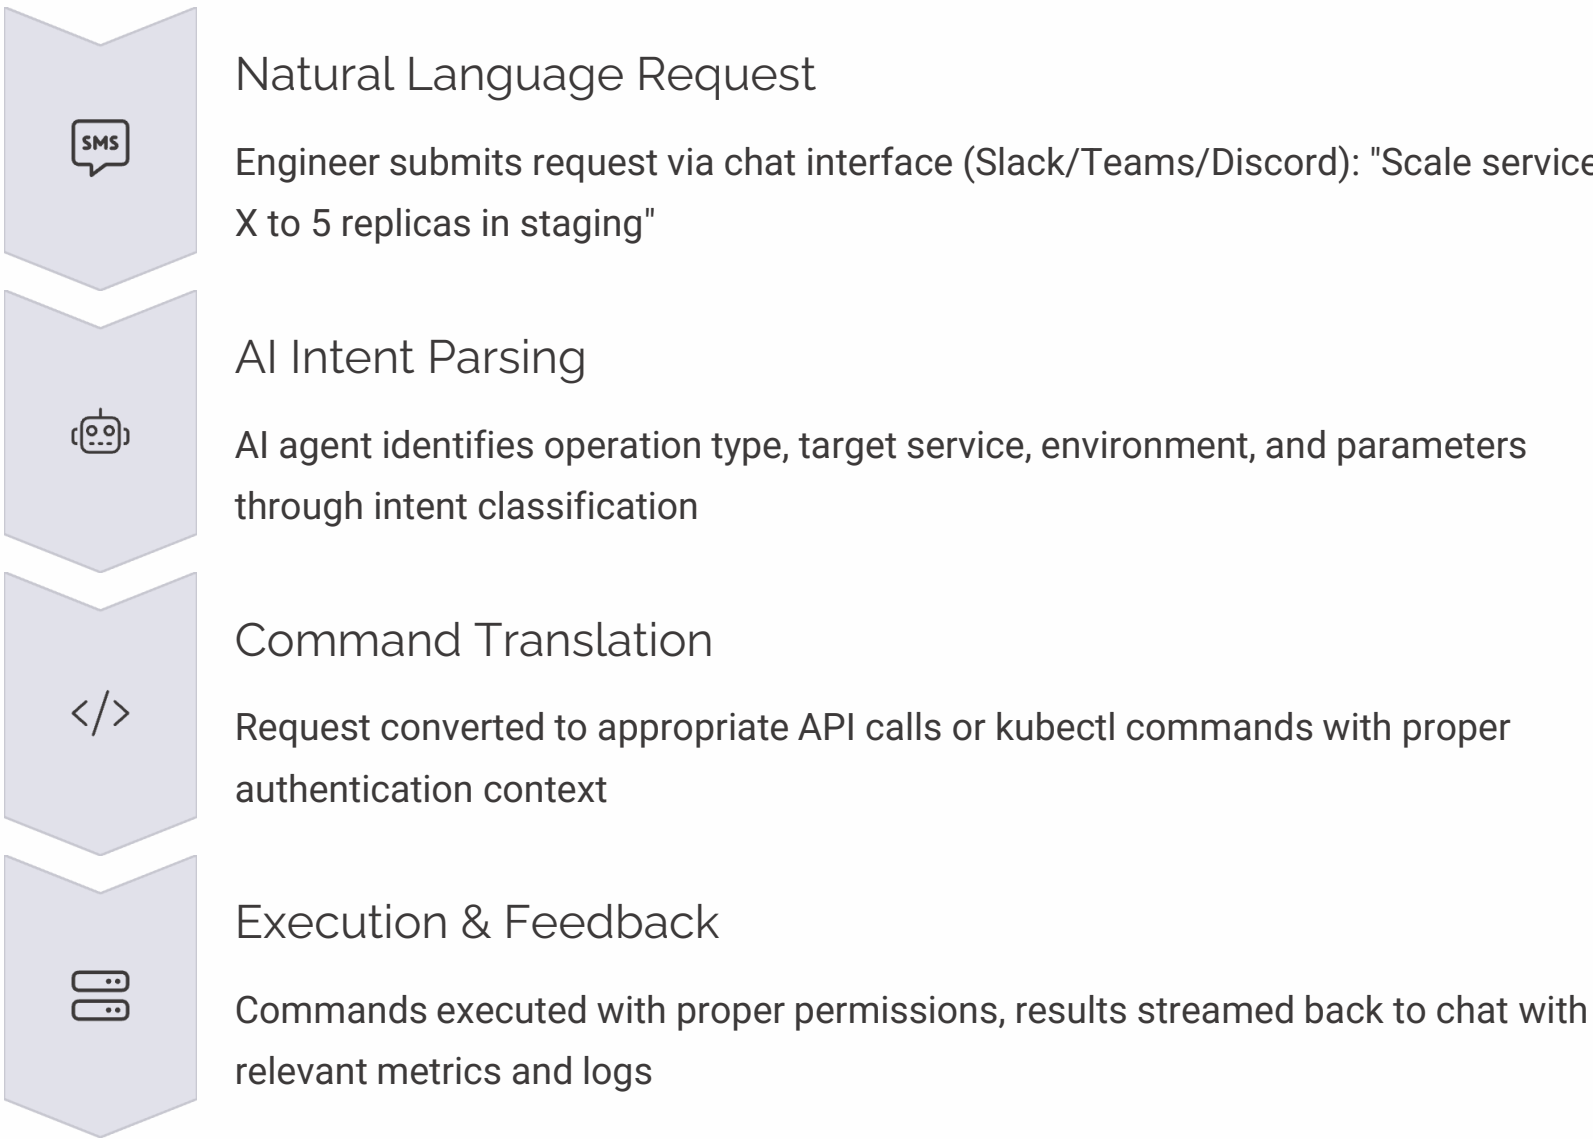 Natural Language Request
SMS
Engineer submits request via chat interface (Slack/Teams/Discord): "Scale service
X to 5 replicas in staging"
AI Intent Parsing
AI agent identifies operation type, target service, environment, and parameters
through intent classification
Command Translation
</>
Request converted to appropriate API calls or kubectl commands with proper
authentication context
Execution & Feedback
Commands executed with proper permissions, results streamed back to chat with
relevant metrics and logs